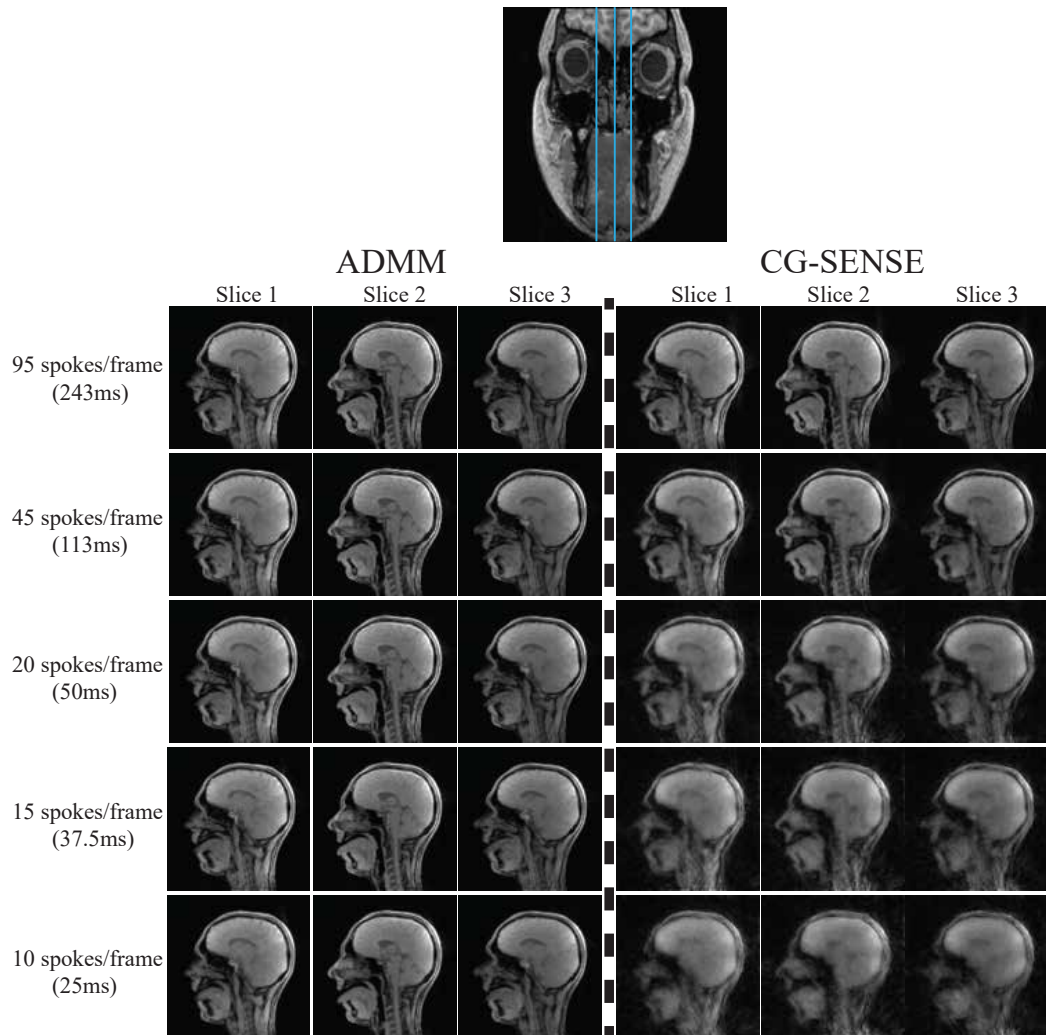 ADMM CG-SENSE
Slice 1 Slice 2 Slice 3 Slice 1 Slice 2 Slice 3
95 spokes/frame
(243ms)
45 spokes/frame
(113ms)
20 spokes/frame
(50ms)
15 spokes/frame
(37.5ms)
10 spokes/frame
(25ms)